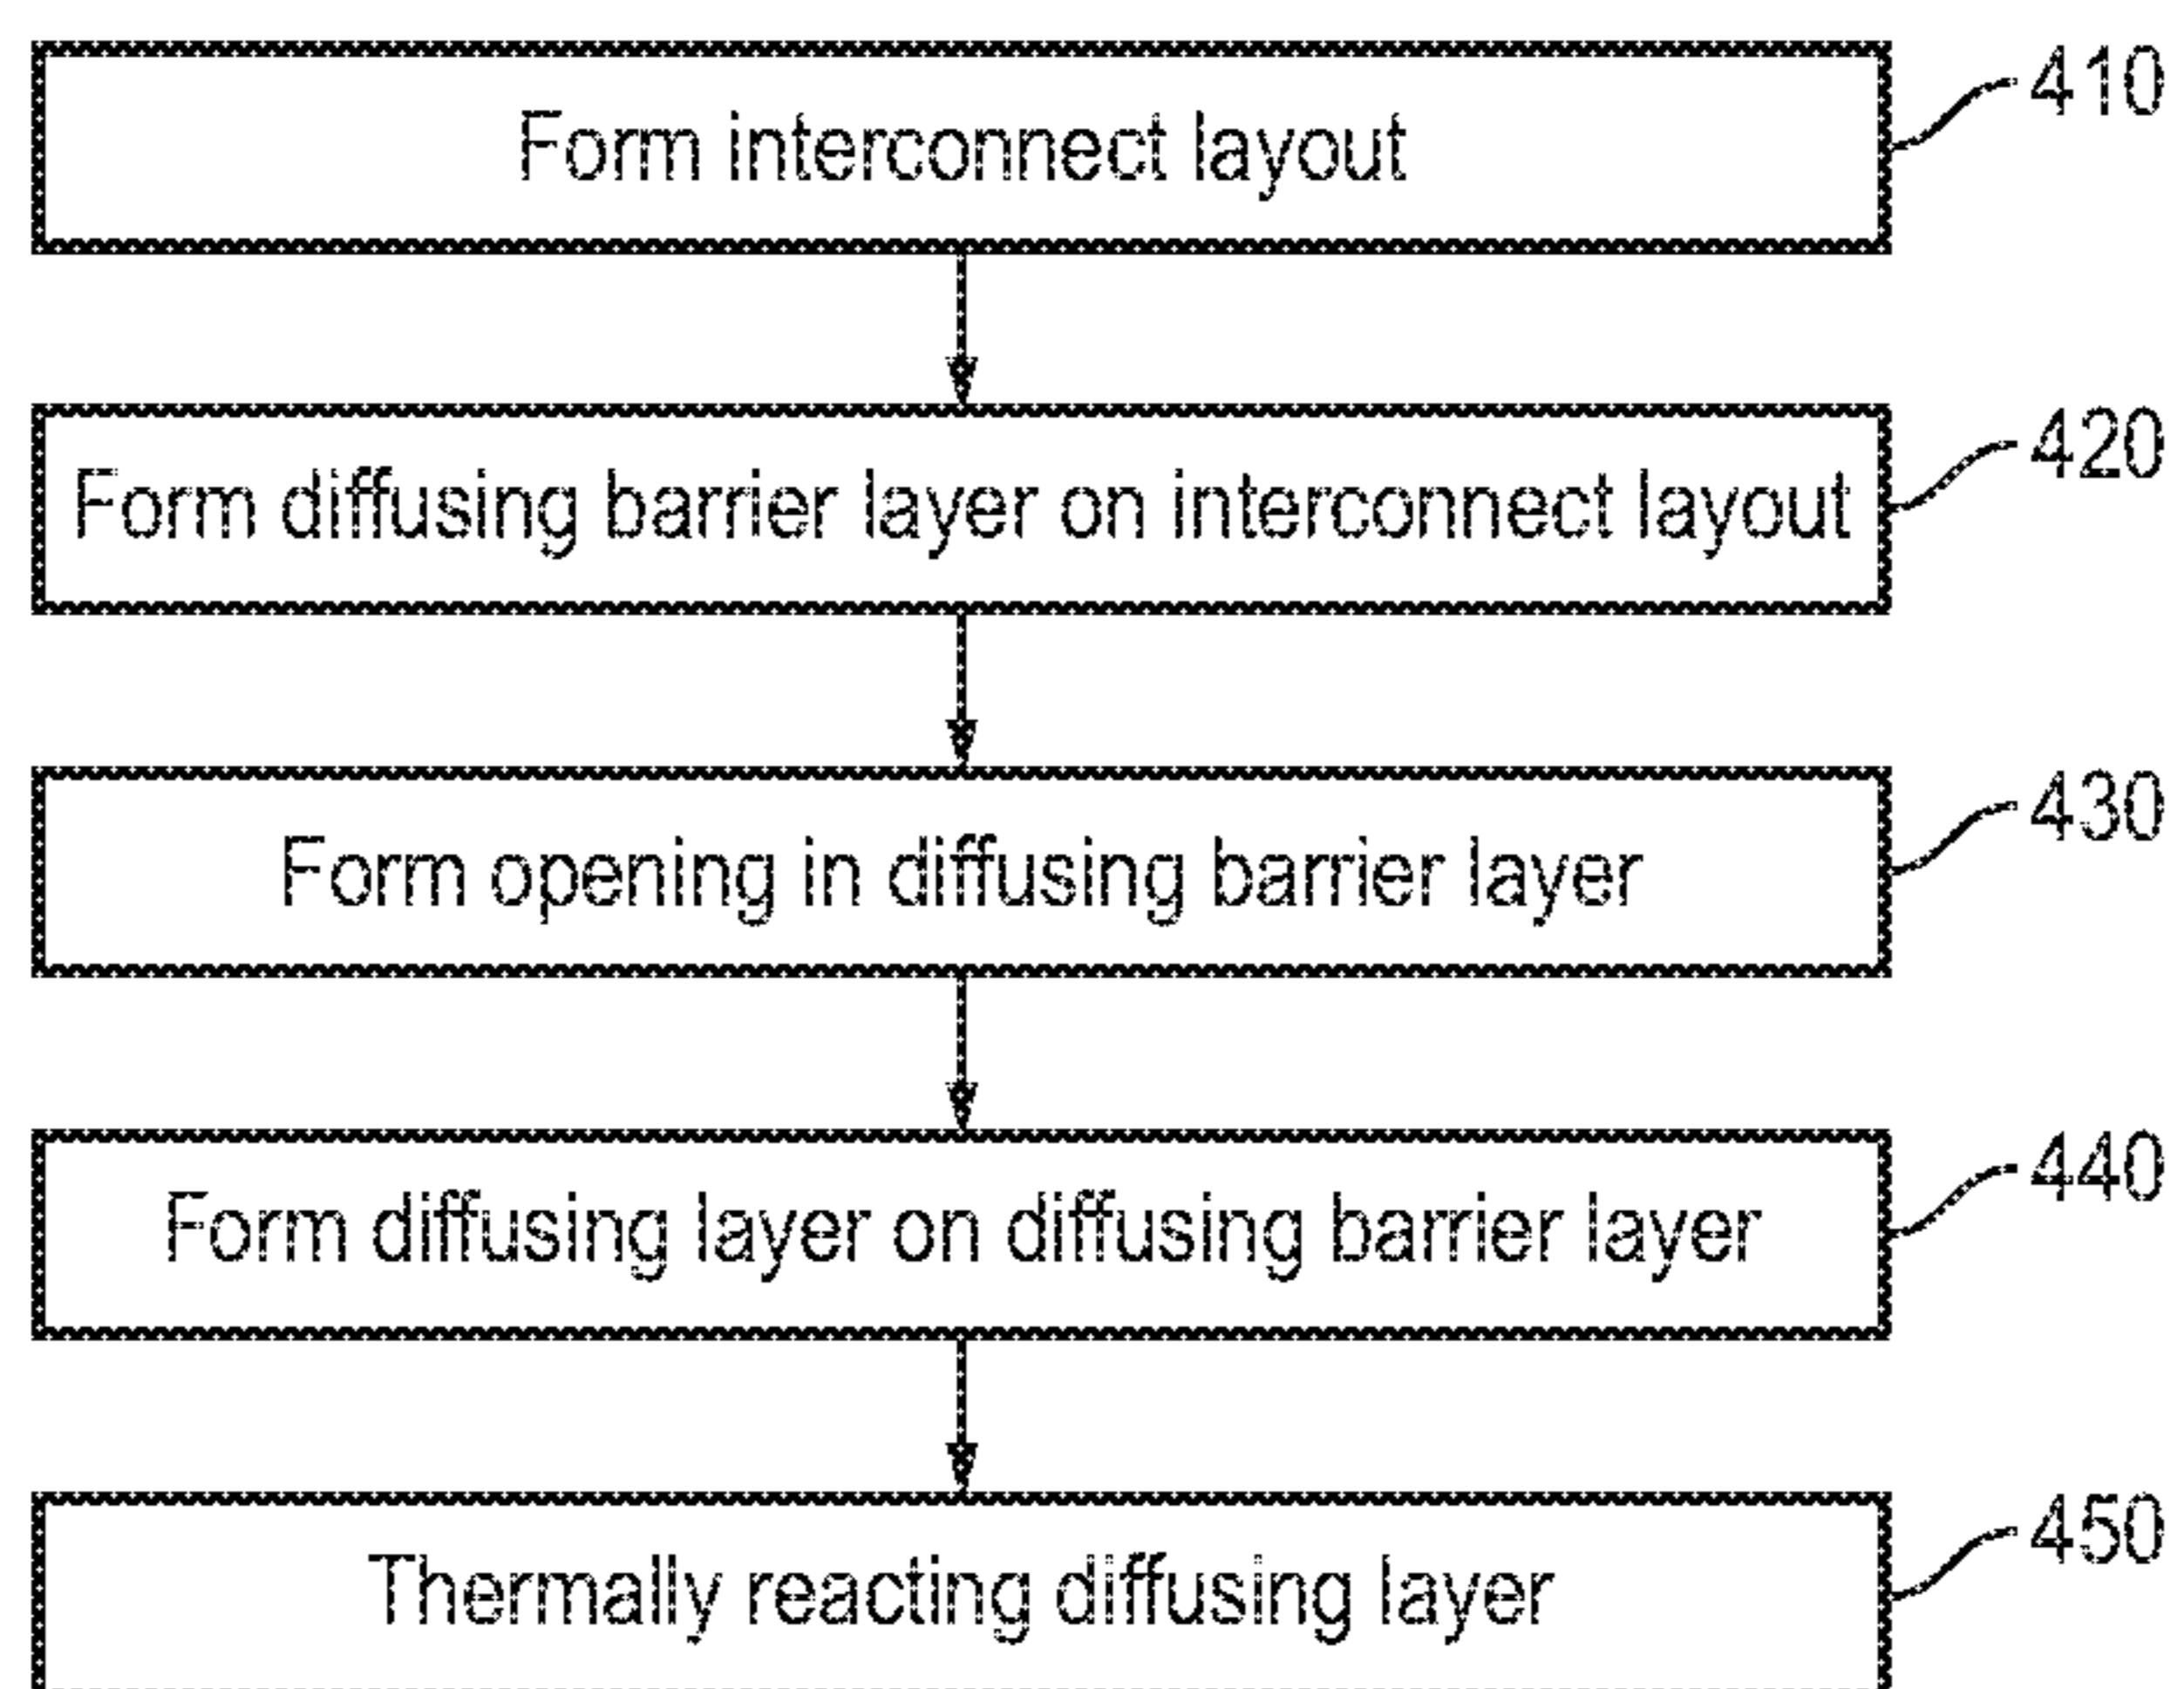 Form interconnect layout
410
Form diffusing barrier layer on interconnect layout
420
Form opening in diffusing barrier layer
430
Form diffusing layer on diffusing barrier layer
440
Thermally reacting diffusing layer
450